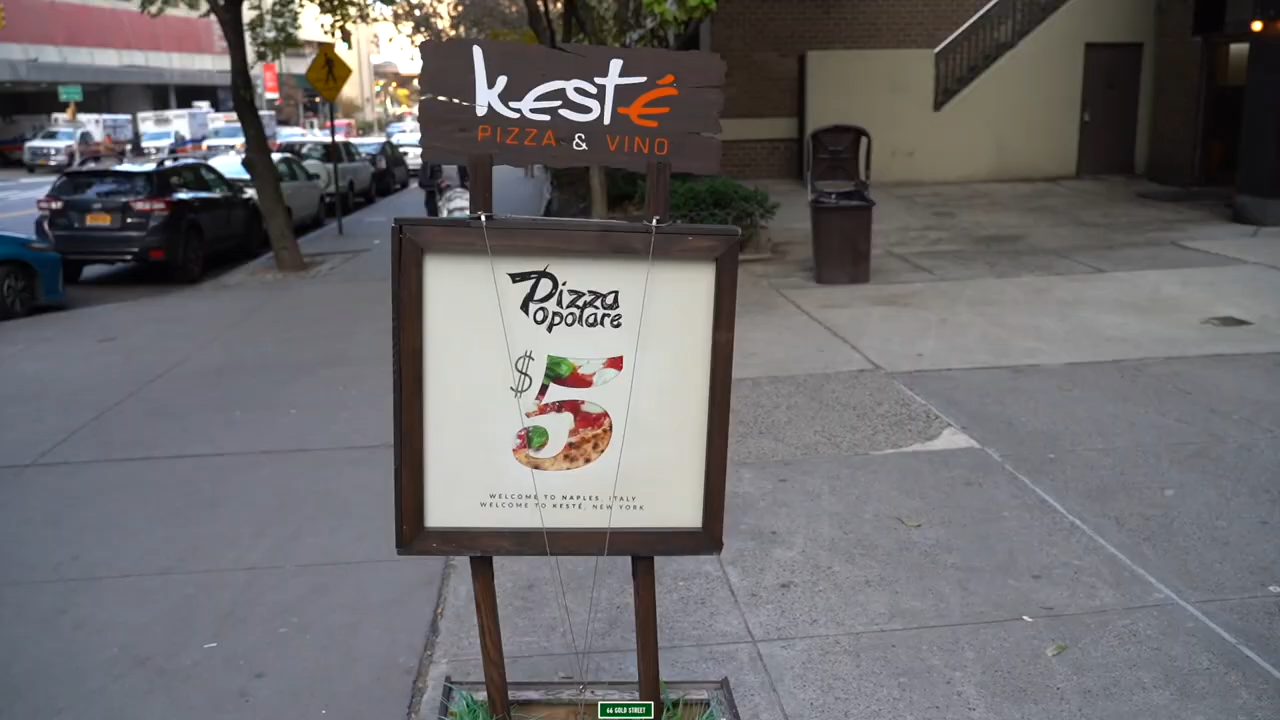 kesté
PIZZA & VINO
Pizza
Popolare
$5
WELCOME TO NAPLES, ITALY
WELCOME TO KESTÉ, NEW YORK
66 GOLD STREET